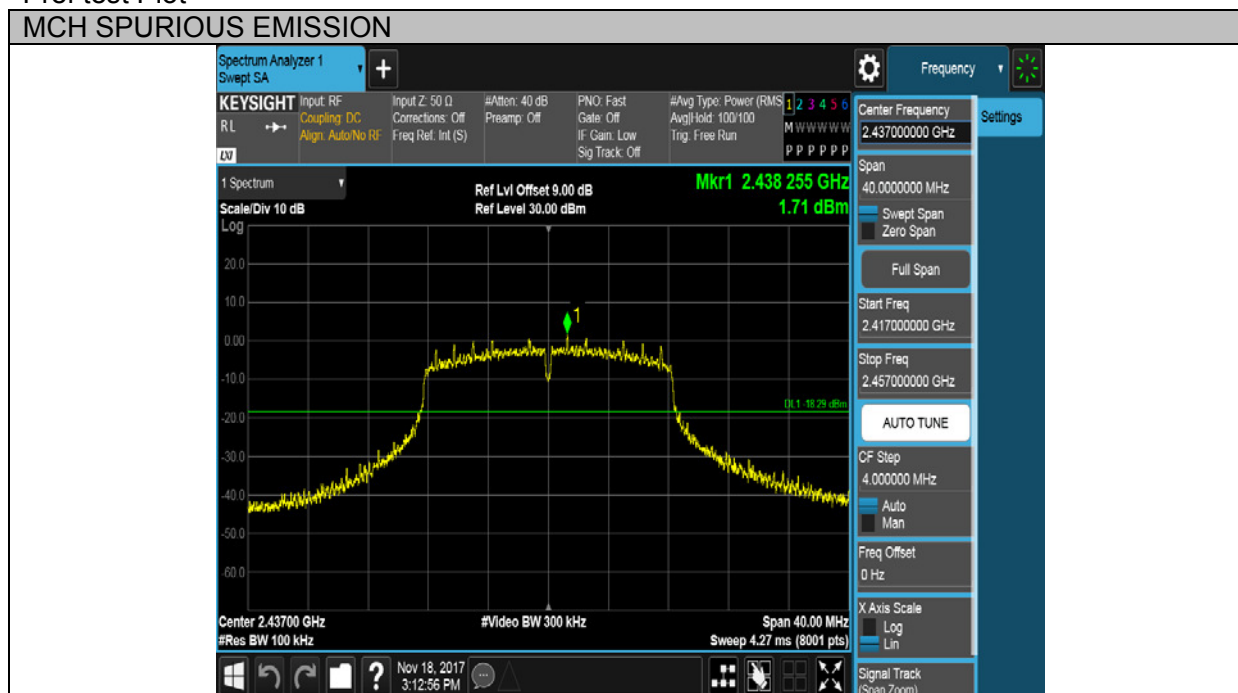 MCH SPURIOUS EMISSION
Spectrum Analyzer 1
Swept SA
+
Frequency
KEYSIGHT
RL
LXI
Input: RF
Coupling: DC
Align: Auto/No RF
Input Z: 50 Ω
Corrections: Off
Freq Ref: Int (S)
#Atten: 40 dB
Preamp: Off
PNO: Fast
Gate: Off
IF Gain: Low
Sig Track: Off
#Avg Type: Power (RMS
Avg|Hold: 100/100
Trig: Free Run
1 2 3 4 5 6
M W W W W W
P P P P P P
1 Spectrum
Scale/Div 10 dB
Ref Lvl Offset 9.00 dB
Ref Level 30.00 dBm
Mkr1 2.438 255 GHz
1.71 dBm
Log
20.0
10.0
0.00
-10.0
-20.0
-30.0
-40.0
-50.0
-60.0
1
DL1 -18.29 dBm
Center 2.43700 GHz
#Res BW 100 kHz
#Video BW 300 kHz
Span 40.00 MHz
Sweep 4.27 ms (8001 pts)
?
Nov 18, 2017
3:12:56 PM
Center Frequency
2.437000000 GHz
Settings
Span
40.0000000 MHz
Swept Span
Zero Span
Full Span
Start Freq
2.417000000 GHz
Stop Freq
2.457000000 GHz
AUTO TUNE
CF Step
4.000000 MHz
Auto
Man
Freq Offset
0 Hz
X Axis Scale
Log
Lin
Signal Track
(Span Zoom)